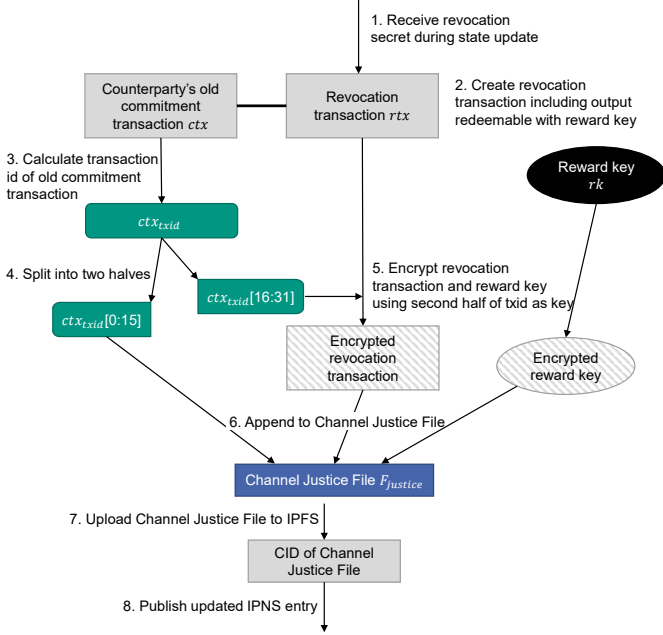 1. Receive revocation
secret during state update
Counterparty's old
commitment
transaction ctx
Revocation
transaction rtx
2. Create revocation
transaction including output
redeemable with reward key
3. Calculate transaction
id of old commitment
transaction
Reward key
rk
ctx_txid
4. Split into two halves
5. Encrypt revocation
transaction and reward key
using second half of txid as key
ctx_txid[16:31]
ctx_txid[0:15]
Encrypted
revocation
transaction
Encrypted
reward key
6. Append to Channel Justice File
Channel Justice File F_justice
7. Upload Channel Justice File to IPFS
CID of Channel
Justice File
8. Publish updated IPNS entry